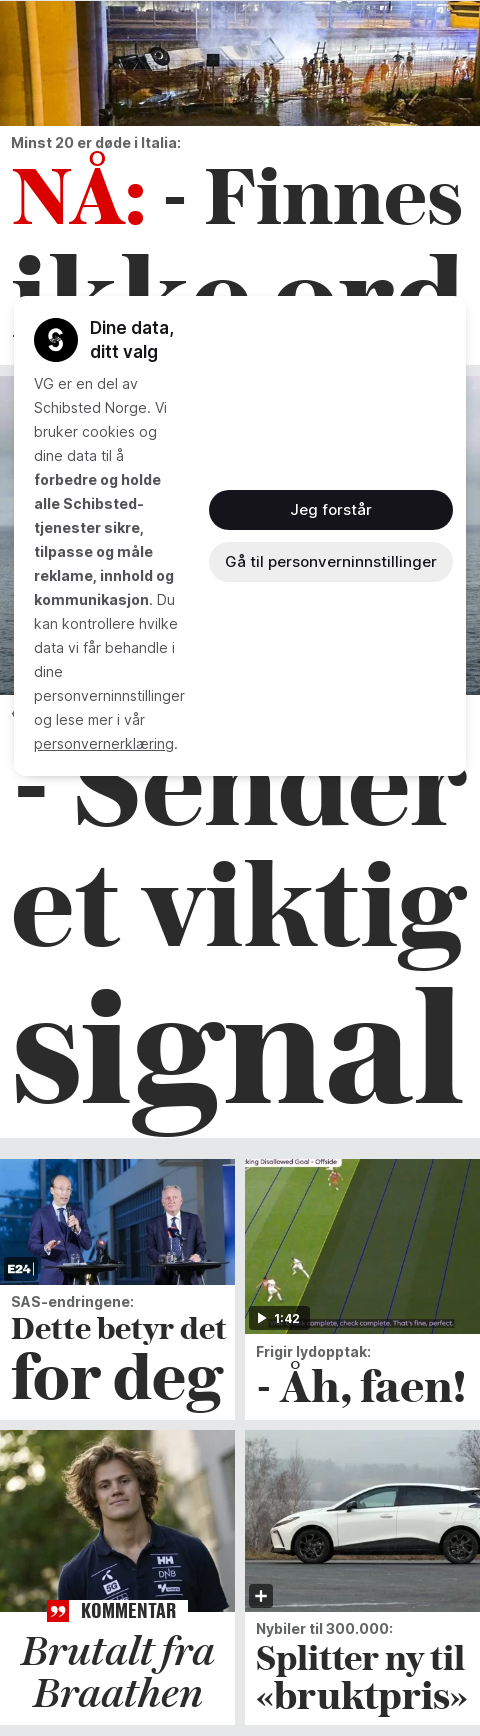 Minst 20 er døde i Italia:
NÅ: - Finnes
ikke ord
Dine data,
ditt valg
VG er en del av
Schibsted Norge. Vi
bruker cookies og
dine data til å
forbedre og holde
alle Schibsted-
tjenester sikre,
tilpasse og måle
reklame, innhold og
kommunikasjon. Du
kan kontrollere hvilke
data vi får behandle i
dine
personverninnstillinger
og lese mer i vår
personvernerklæring.
Jeg forstår
Gå til personverninnstillinger
- Sender
et viktig
signal
E24
SAS-endringene:
Dette betyr det
for deg
king Disallowed Goal - Offside
1:42
k complete, check complete. That's fine, perfect.
Frigir lydopptak:
- Åh, faen!
HH
DNB
5G
KOMMENTAR
Brutalt fra
Braathen
Nybiler til 300.000:
Splitter ny til
«bruktpris»